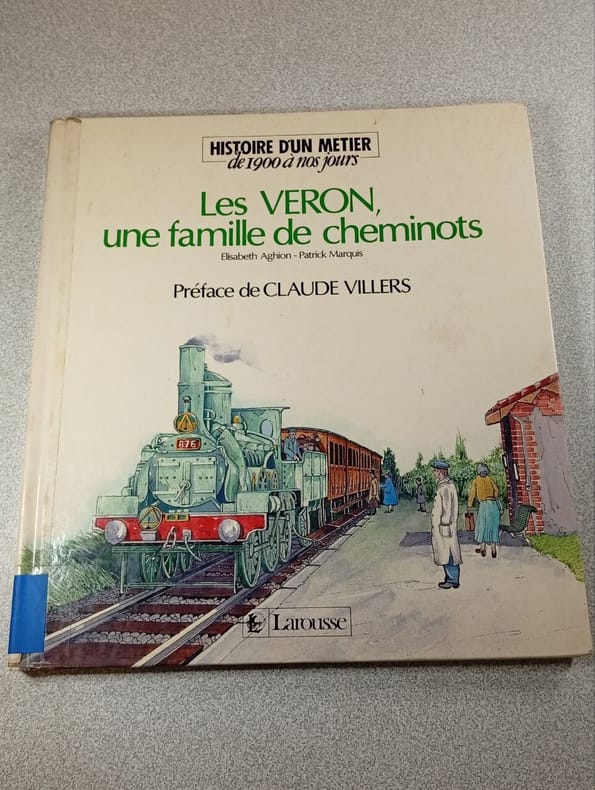 HISTOIRE D'UN METIER
de 1900 à nos jours
Les VERON,
une famille de cheminots
Elisabeth Aghion - Patrick Marquis
Préface de CLAUDE VILLERS
676
Larousse